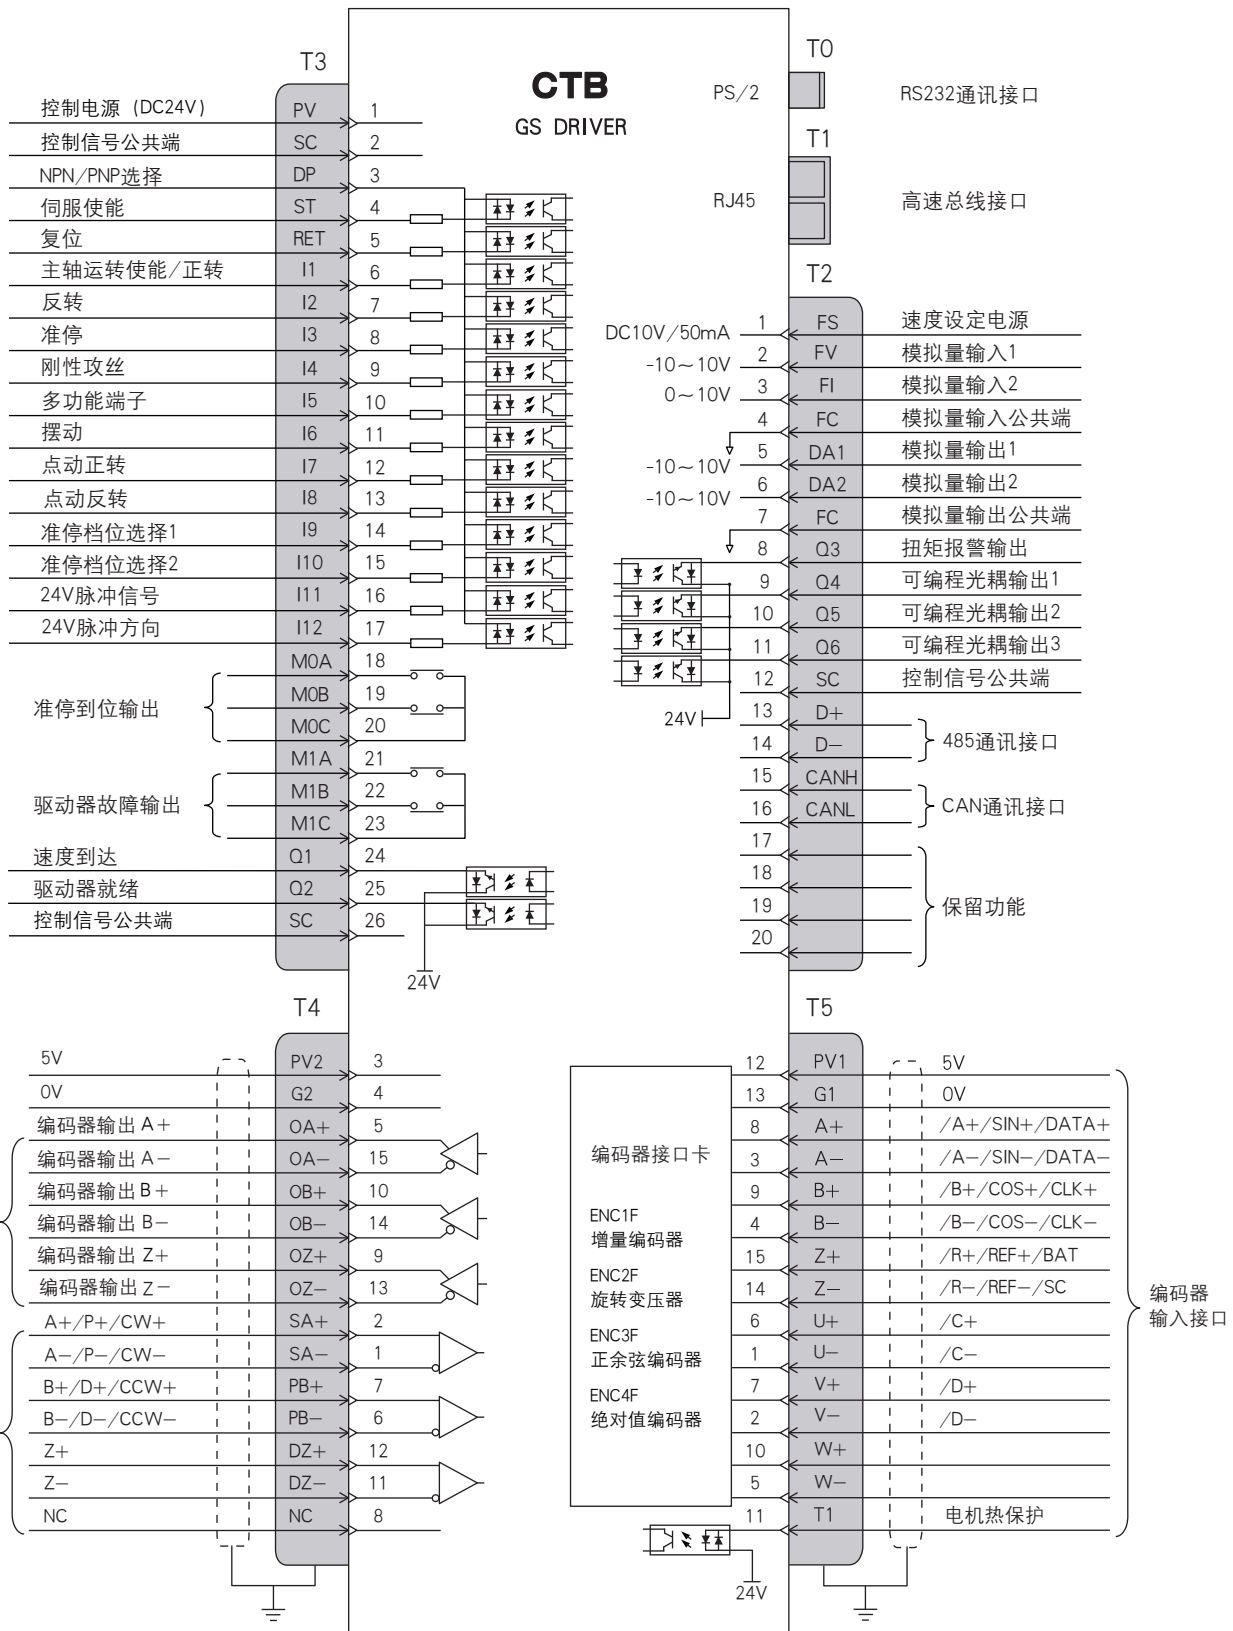 CTB
GS DRIVER
T3
控制电源（DC24V） PV 1
控制信号公共端 SC 2
NPN/PNP选择 DP 3
伺服使能 ST 4
复位 RET 5
主轴运转使能/正转 I1 6
反转 I2 7
准停 I3 8
刚性攻丝 I4 9
多功能端子 I5 10
摆动 I6 11
点动正转 I7 12
点动反转 I8 13
准停档位选择1 I9 14
准停档位选择2 I10 15
24V脉冲信号 I11 16
24V脉冲方向 I12 17
M0A 18
准停到位输出 M0B 19
M0C 20
M1A 21
驱动器故障输出 M1B 22
M1C 23
速度到达 Q1 24
驱动器就绪 Q2 25
控制信号公共端 SC 26
24V
T0
PS/2 RS232通讯接口
T1
RJ45 高速总线接口
T2
DC10V/50mA 1 FS 速度设定电源
-10～10V 2 FV 模拟量输入1
0～10V 3 FI 模拟量输入2
4 FC 模拟量输入公共端
-10～10V 5 DA1 模拟量输出1
-10～10V 6 DA2 模拟量输出2
7 FC 模拟量输出公共端
8 Q3 扭矩报警输出
9 Q4 可编程光耦输出1
10 Q5 可编程光耦输出2
11 Q6 可编程光耦输出3
12 SC 控制信号公共端
24V
13 D+
14 D−
485通讯接口
15 CANH
16 CANL
CAN通讯接口
17
18
19
20
保留功能
T4
5V PV2 3
0V G2 4
编码器输出 A+ OA+ 5
编码器输出 A− OA− 15
编码器输出 B+ OB+ 10
编码器输出 B− OB− 14
编码器输出 Z+ OZ+ 9
编码器输出 Z− OZ− 13
A+/P+/CW+ SA+ 2
A−/P−/CW− SA− 1
B+/D+/CCW+ PB+ 7
B−/D−/CCW− PB− 6
Z+ DZ+ 12
Z− DZ− 11
NC NC 8
编码器接口卡
ENC1F
增量编码器
ENC2F
旋转变压器
ENC3F
正余弦编码器
ENC4F
绝对值编码器
T5
12 PV1 5V
13 G1 0V
8 A+ /A+/SIN+/DATA+
3 A− /A−/SIN−/DATA−
9 B+ /B+/COS+/CLK+
4 B− /B−/COS−/CLK−
15 Z+ /R+/REF+/BAT
14 Z− /R−/REF−/SC
6 U+ /C+
1 U− /C−
7 V+ /D+
2 V− /D−
10 W+
5 W−
11 T1 电机热保护
24V
编码器
输入接口